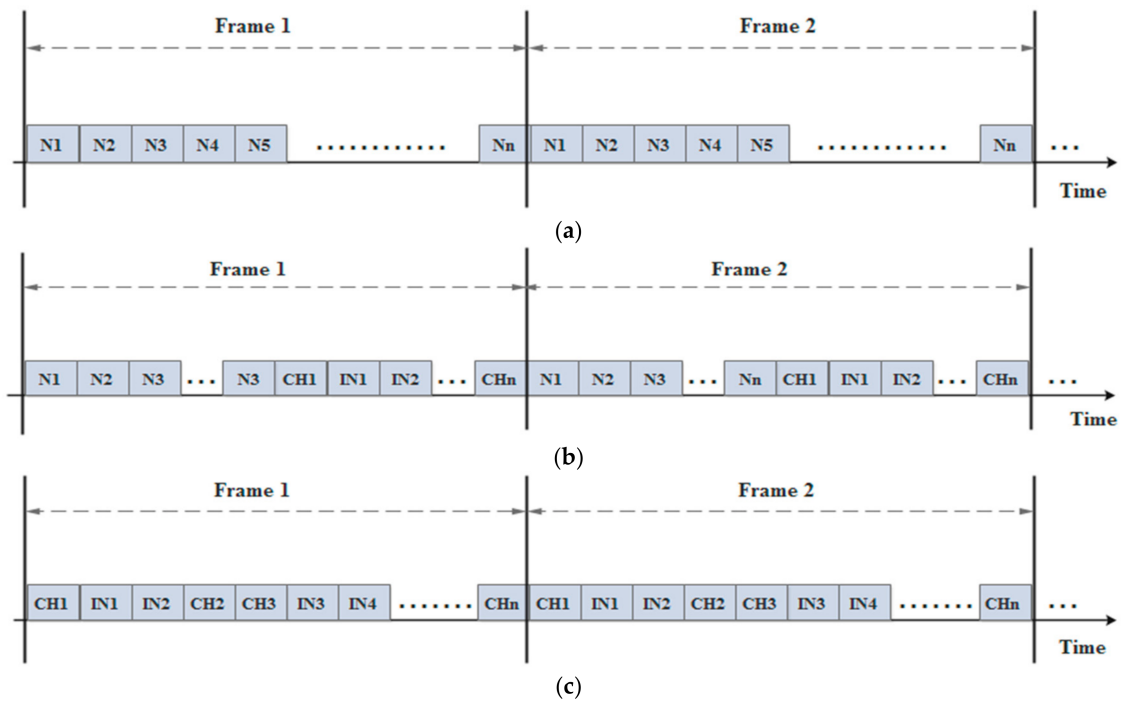 Frame 1 Frame 2
N1 N2 N3 N4 N5 ............. Nn N1 N2 N3 N4 N5 ............. Nn ...
Time
(a)
Frame 1 Frame 2
N1 N2 N3 ... N3 CH1 IN1 IN2 ... CHn N1 N2 N3 ... Nn CH1 IN1 IN2 ... CHn ...
Time
(b)
Frame 1 Frame 2
CH1 IN1 IN2 CH2 CH3 IN3 IN4 ....... CHn CH1 IN1 IN2 CH2 CH3 IN3 IN4 ....... CHn ...
Time
(c)